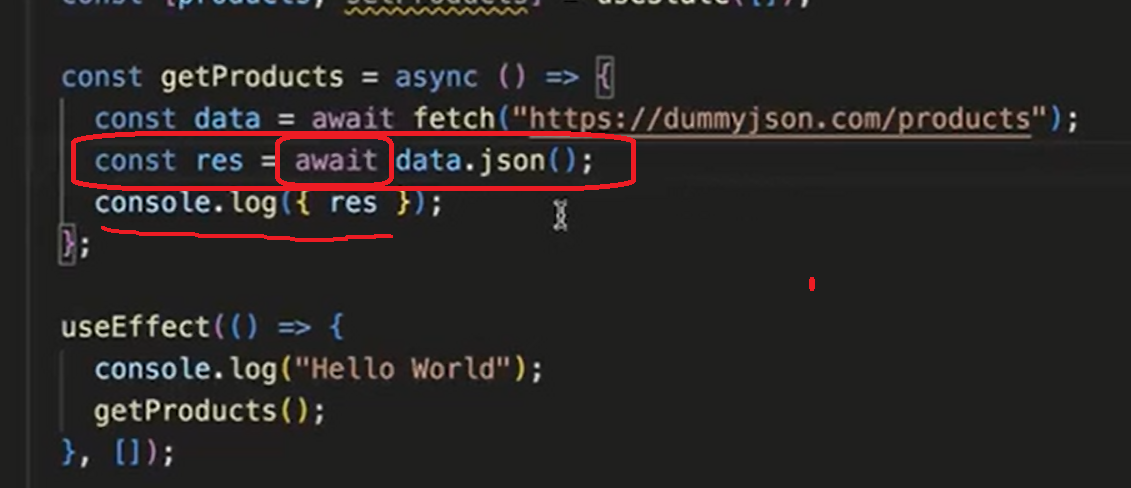 const [products, setProducts] = useState([]);
const getProducts = async () => {
const data = await fetch("https://dummyjson.com/products");
const res = await data.json();
console.log({ res });
};
useEffect(() => {
console.log("Hello World");
getProducts();
}, []);